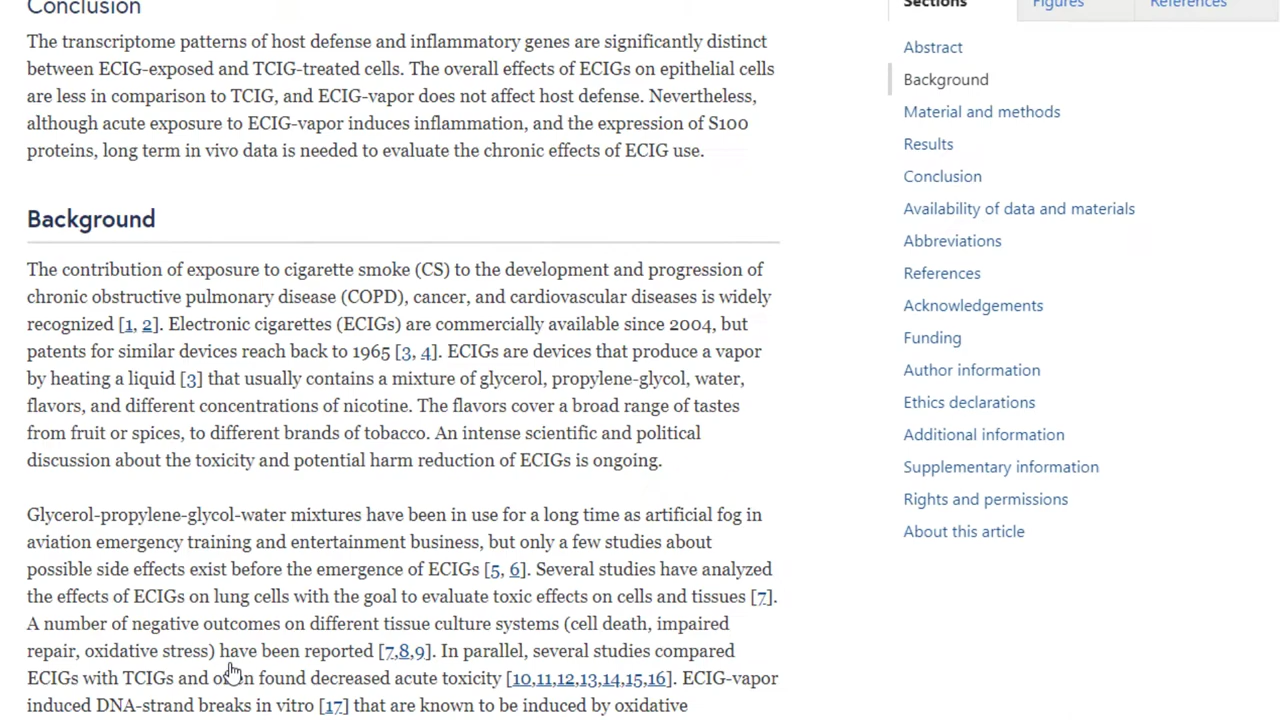 Conclusion
The transcriptome patterns of host defense and inflammatory genes are significantly distinct
between ECIG-exposed and TCIG-treated cells. The overall effects of ECIGs on epithelial cells
are less in comparison to TCIG, and ECIG-vapor does not affect host defense. Nevertheless,
although acute exposure to ECIG-vapor induces inflammation, and the expression of S100
proteins, long term in vivo data is needed to evaluate the chronic effects of ECIG use.
Background
The contribution of exposure to cigarette smoke (CS) to the development and progression of
chronic obstructive pulmonary disease (COPD), cancer, and cardiovascular diseases is widely
recognized [1, 2]. Electronic cigarettes (ECIGs) are commercially available since 2004, but
patents for similar devices reach back to 1965 [3, 4]. ECIGs are devices that produce a vapor
by heating a liquid [3] that usually contains a mixture of glycerol, propylene-glycol, water,
flavors, and different concentrations of nicotine. The flavors cover a broad range of tastes
from fruit or spices, to different brands of tobacco. An intense scientific and political
discussion about the toxicity and potential harm reduction of ECIGs is ongoing.
Glycerol-propylene-glycol-water mixtures have been in use for a long time as artificial fog in
aviation emergency training and entertainment business, but only a few studies about
possible side effects exist before the emergence of ECIGs [5, 6]. Several studies have analyzed
the effects of ECIGs on lung cells with the goal to evaluate toxic effects on cells and tissues [7].
A number of negative outcomes on different tissue culture systems (cell death, impaired
repair, oxidative stress) have been reported [7,8,9]. In parallel, several studies compared
ECIGs with TCIGs and often found decreased acute toxicity [10,11,12,13,14,15,16]. ECIG-vapor
induced DNA-strand breaks in vitro [17] that are known to be induced by oxidative
Sections
Figures
References
Abstract
Background
Material and methods
Results
Conclusion
Availability of data and materials
Abbreviations
References
Acknowledgements
Funding
Author information
Ethics declarations
Additional information
Supplementary information
Rights and permissions
About this article